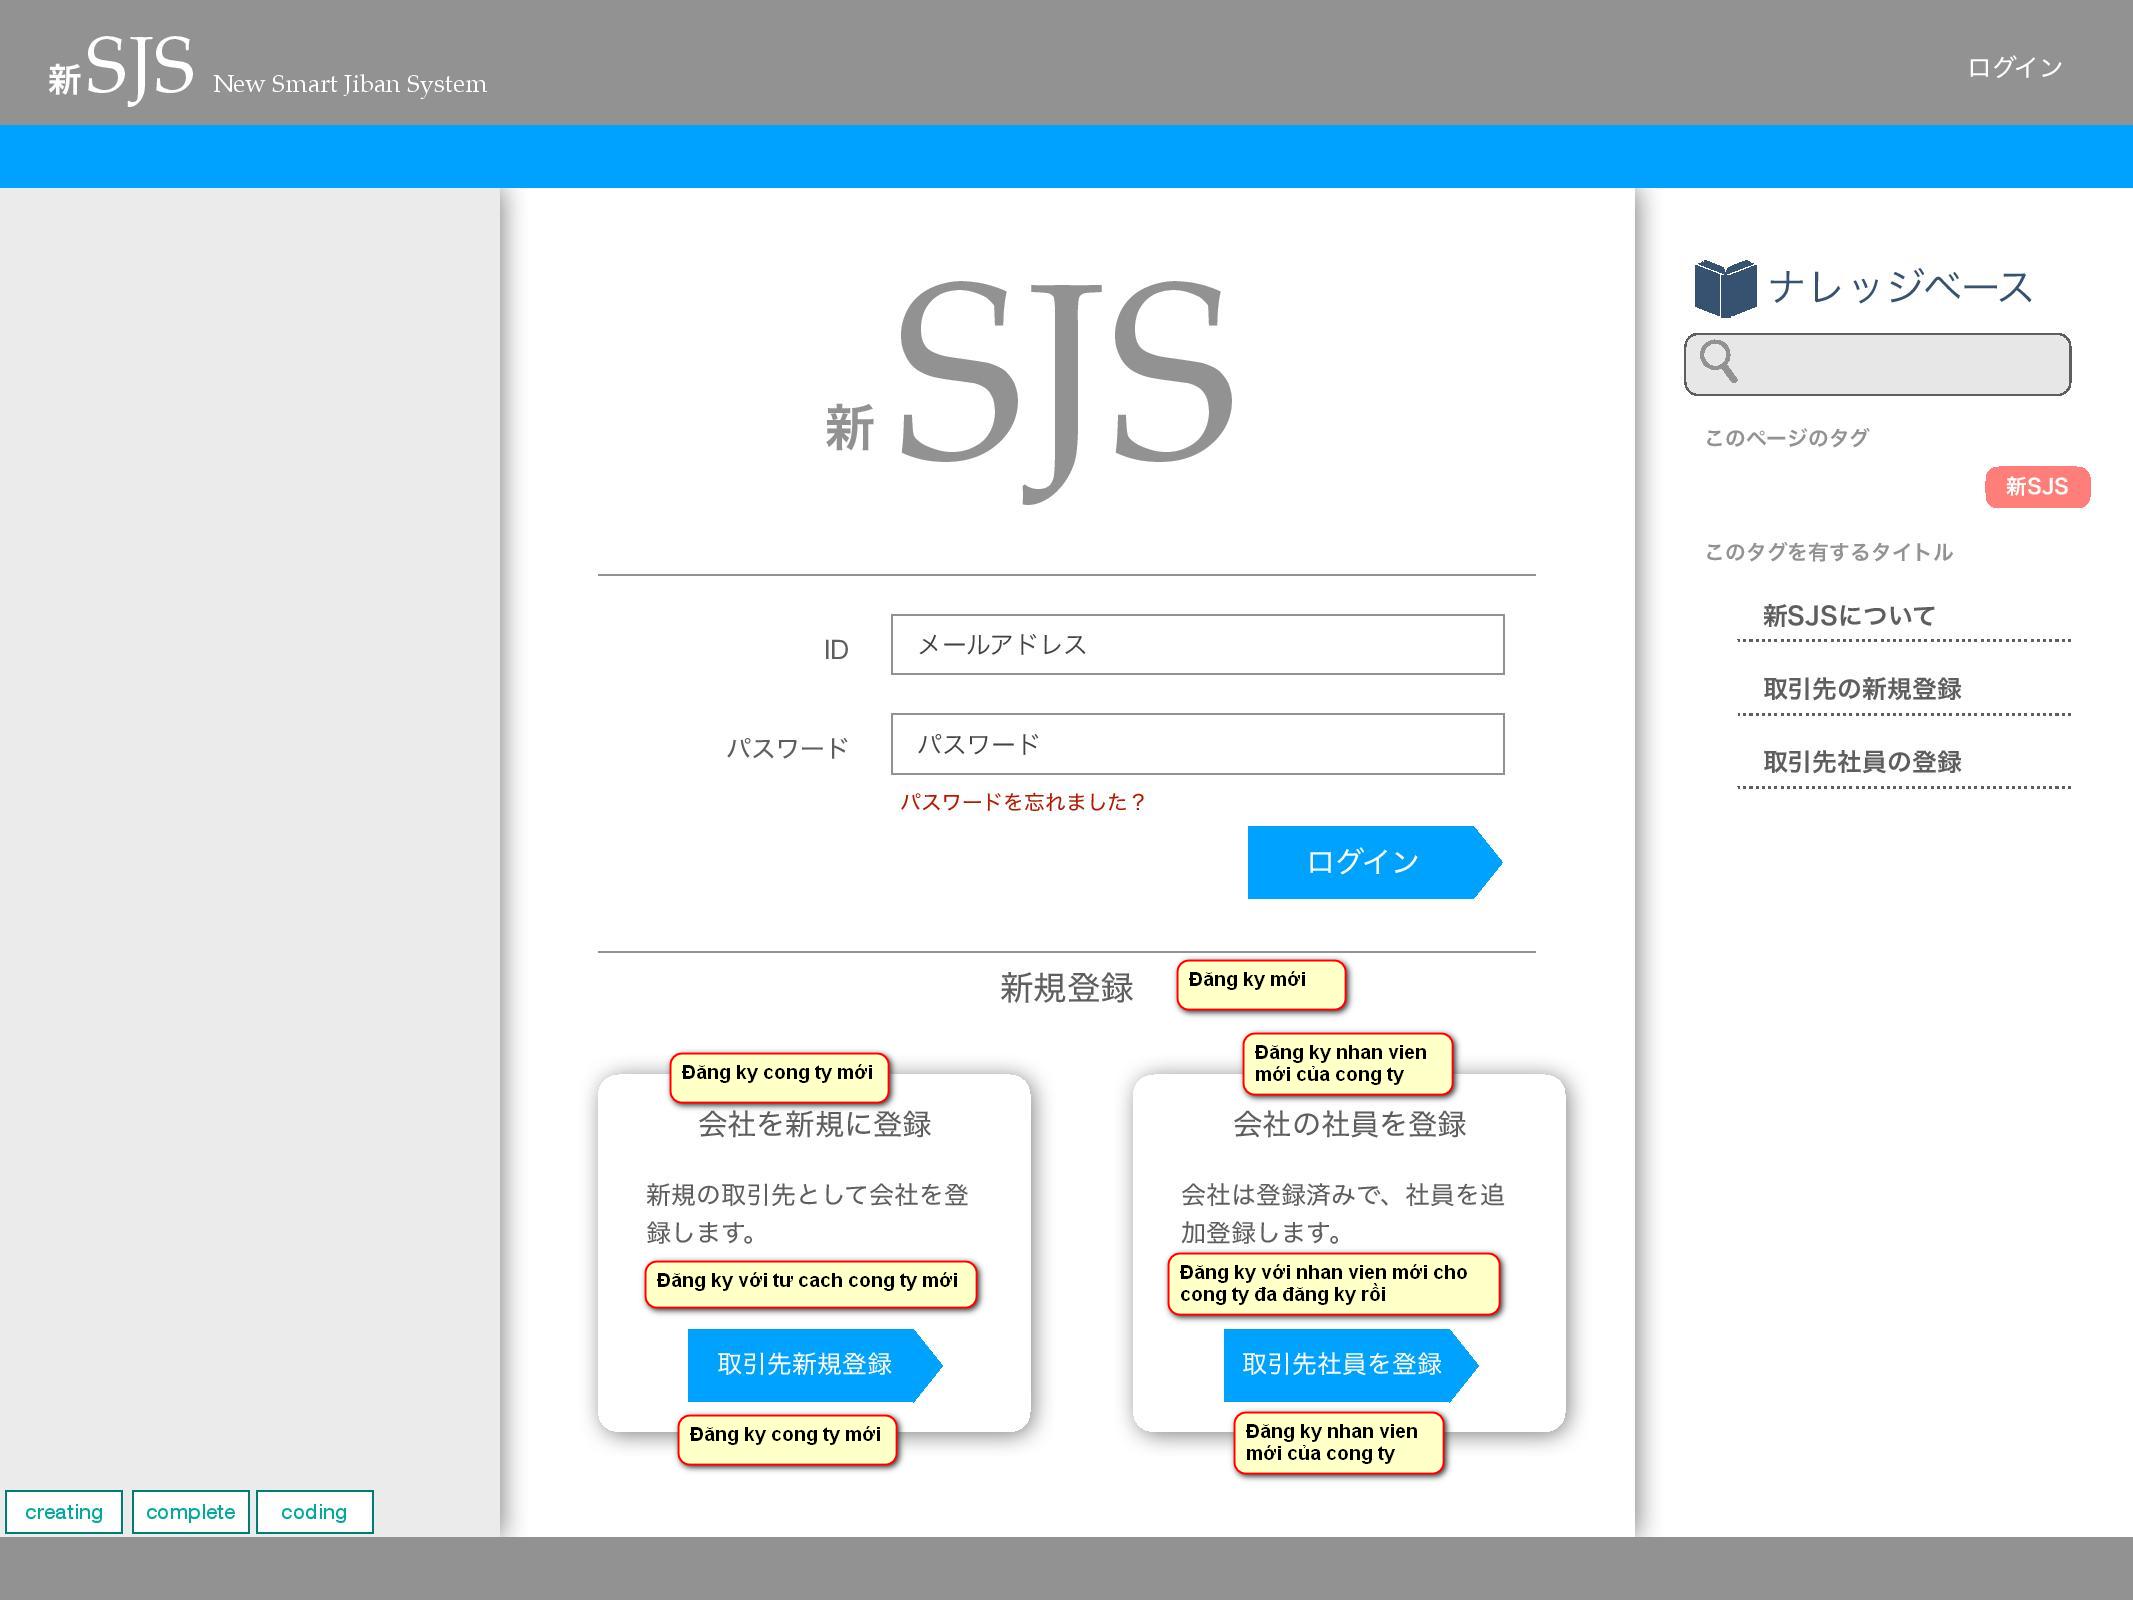 新SJS New Smart Jiban System
ログイン
新SJS
ID
メールアドレス
パスワード
パスワード
パスワードを忘れました？
ログイン
新規登録
Đăng ky mới
Đăng ky cong ty mới
会社を新規に登録
新規の取引先として会社を登
録します。
Đăng ky với tư cach cong ty mới
取引先新規登録
Đăng ky cong ty mới
Đăng ky nhan vien
mới của cong ty
会社の社員を登録
会社は登録済みで、社員を追
加登録します。
Đăng ky với nhan vien mới cho
cong ty đa đăng ky rồi
取引先社員を登録
Đăng ky nhan vien
mới của cong ty
ナレッジベース
このページのタグ
新SJS
このタグを有するタイトル
新SJSについて
取引先の新規登録
取引先社員の登録
creating
complete
coding